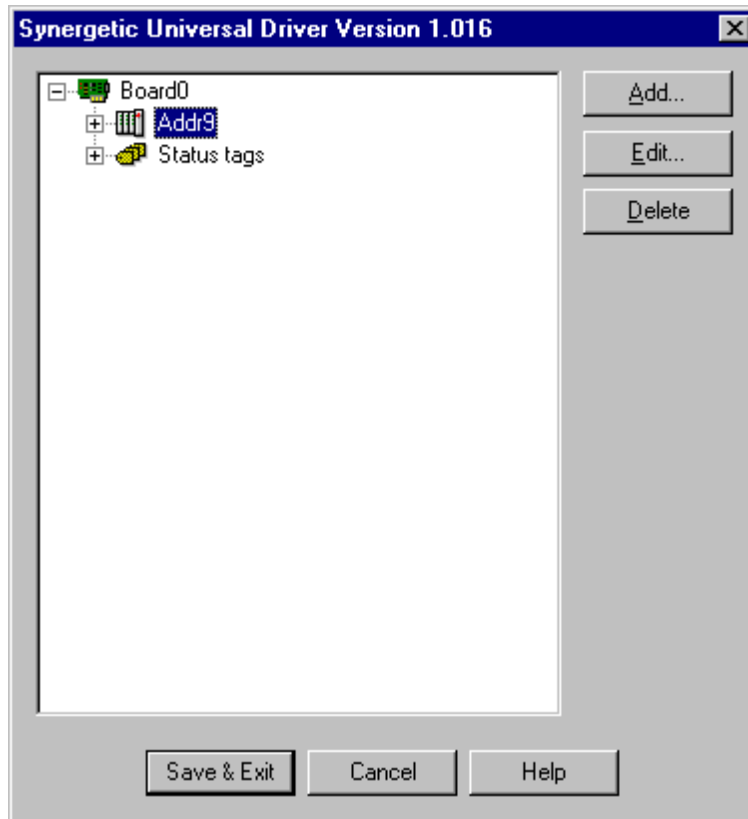 Synergetic Universal Driver Version 1.016
Board0
Addr9
Status tags
Add...
Edit...
Delete
Save & Exit
Cancel
Help